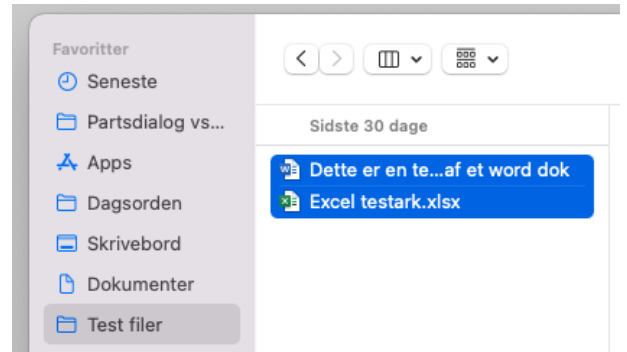 Favoritter
Seneste
Partsdialog vs...
Apps
Dagsorden
Skrivebord
Dokumenter
Test filer
Sidste 30 dage
Dette er en te...af et word dok
Excel testark.xlsx